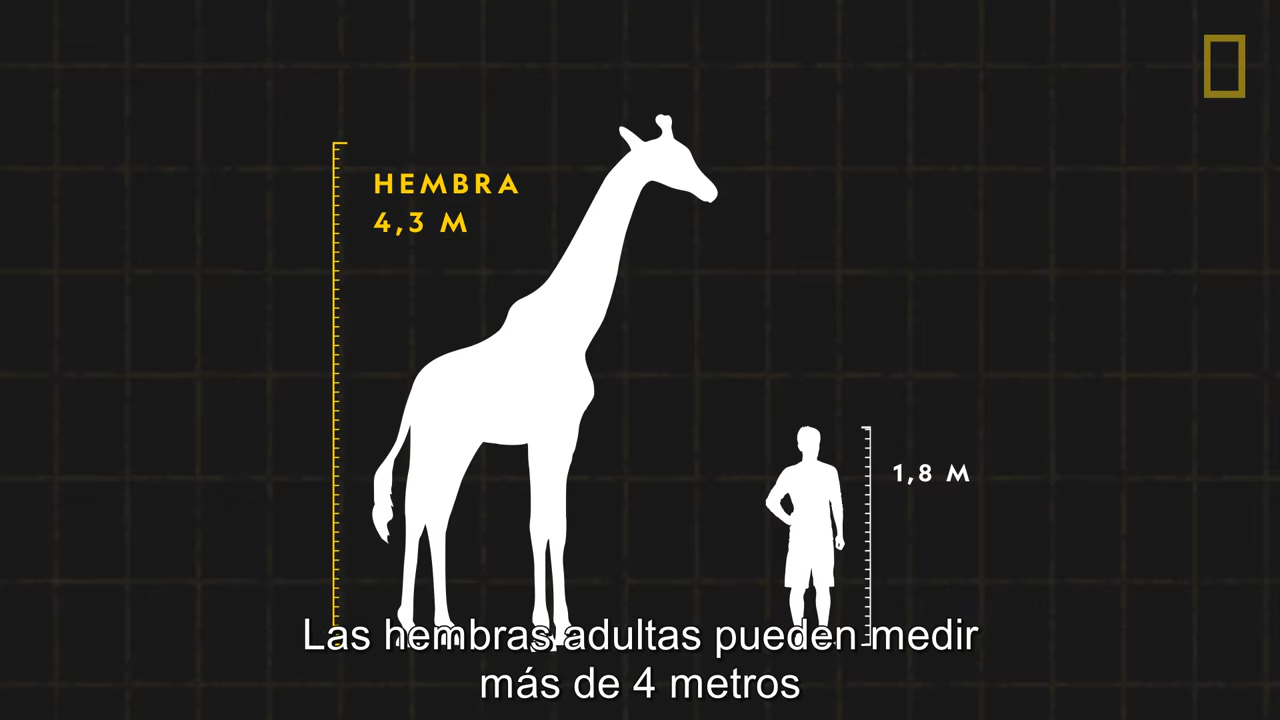 HEMBRA
4,3 M
1,8 M
Las hembras adultas pueden medir
más de 4 metros